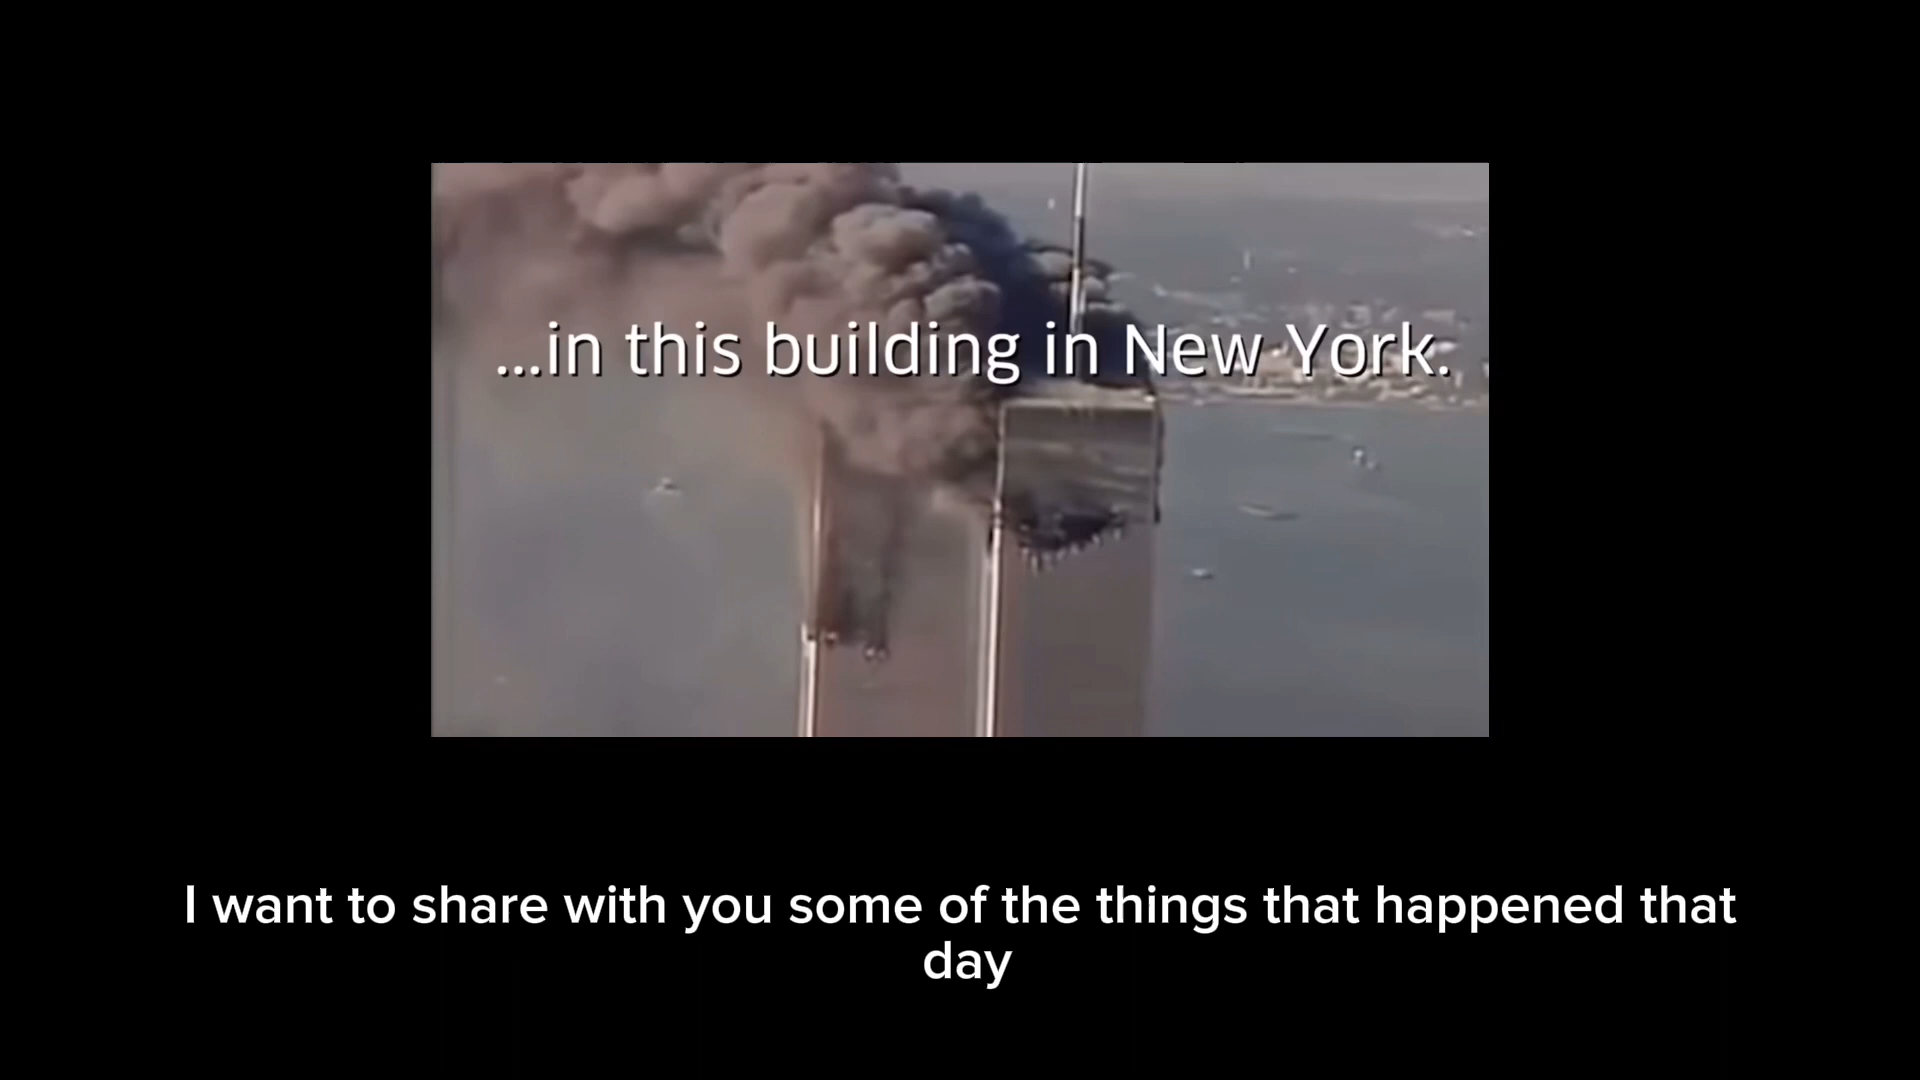 ...in this building in New York.
I want to share with you some of the things that happened that
day